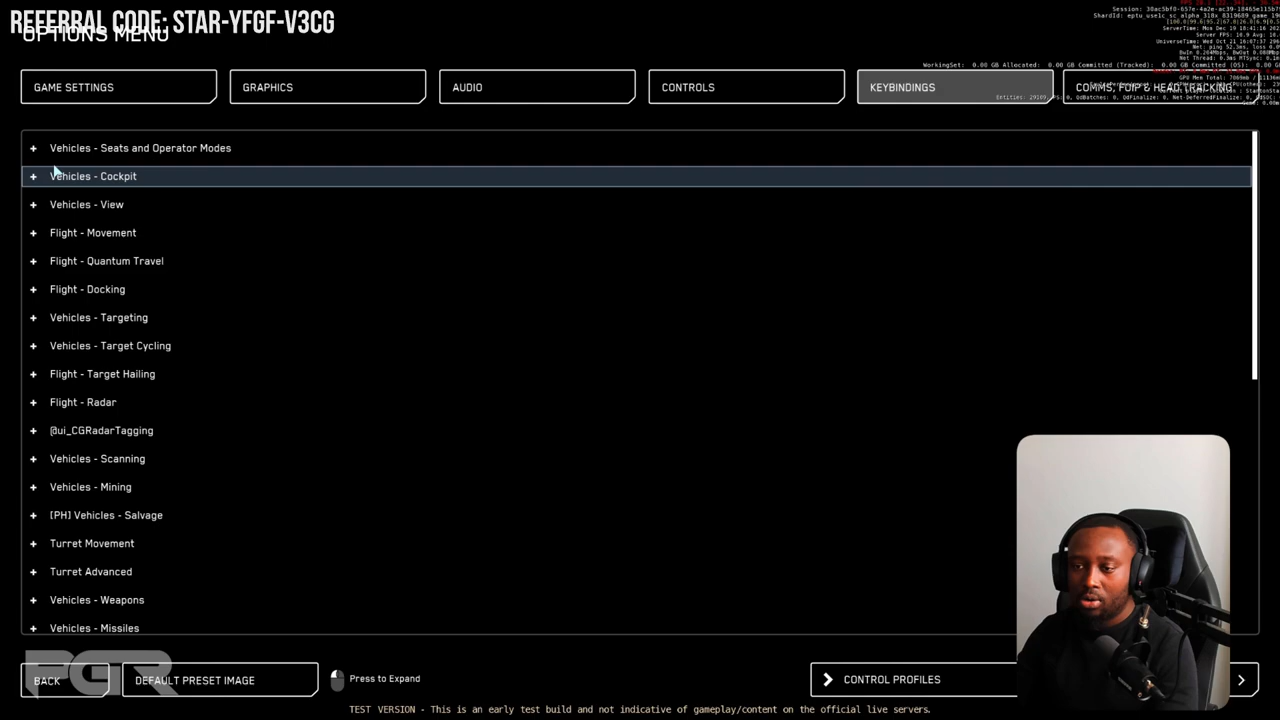 REFERRAL CODE: STAR-YFGF-V3CG
OPTIONS MENU
GAME SETTINGS
GRAPHICS
AUDIO
CONTROLS
KEYBINDINGS
COMMS, FOIP & HEAD TRACKING
+ Vehicles - Seats and Operator Modes
+ Vehicles - Cockpit
+ Vehicles - View
+ Flight - Movement
+ Flight - Quantum Travel
+ Flight - Docking
+ Vehicles - Targeting
+ Vehicles - Target Cycling
+ Flight - Target Hailing
+ Flight - Radar
+ @ui_CGRadarTagging
+ Vehicles - Scanning
+ Vehicles - Mining
+ [PH] Vehicles - Salvage
+ Turret Movement
+ Turret Advanced
+ Vehicles - Weapons
+ Vehicles - Missiles
PGR
BACK
DEFAULT PRESET IMAGE
Press to Expand
CONTROL PROFILES
TEST VERSION - This is an early test build and not indicative of gameplay/content on the official live servers.